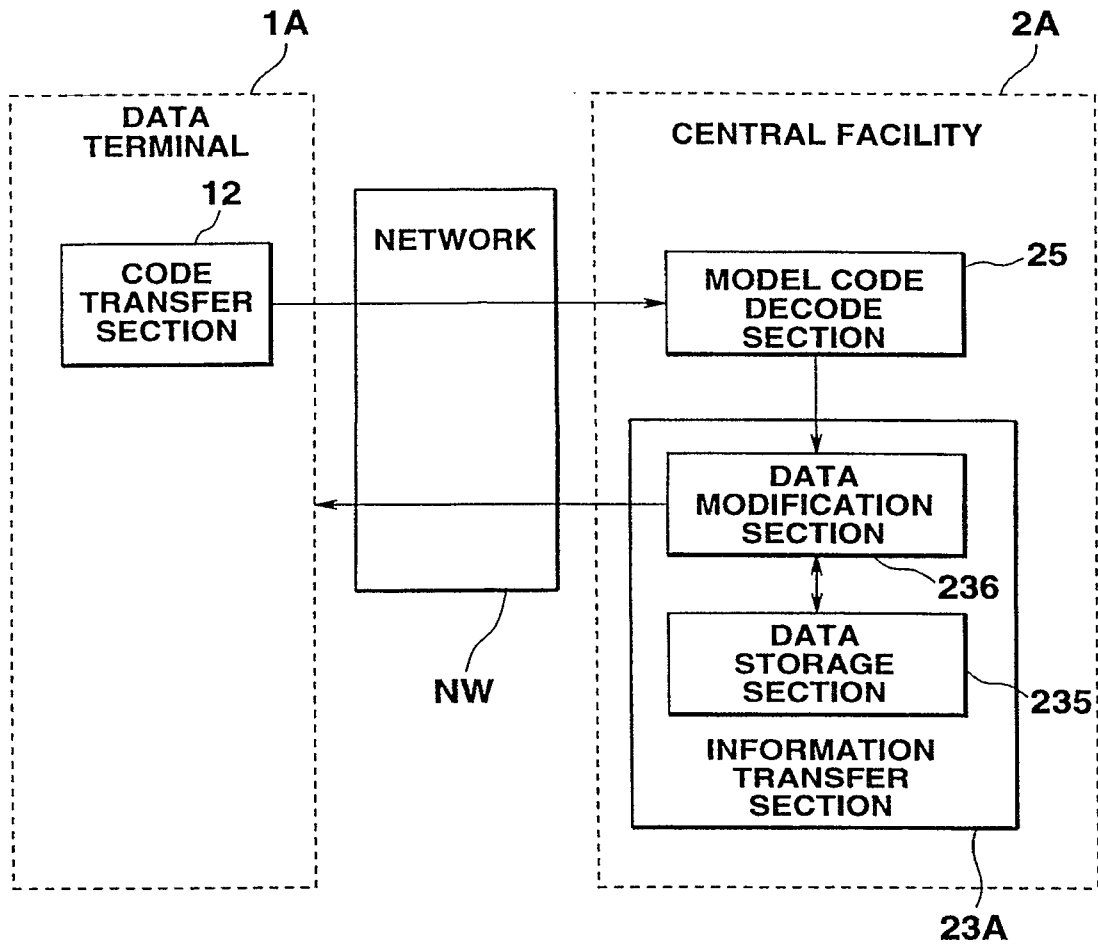 1A
2A
DATA
TERMINAL
CENTRAL FACILITY
12
NETWORK
CODE
TRANSFER
SECTION
25
MODEL CODE
DECODE
SECTION
DATA
MODIFICATION
SECTION
236
DATA
STORAGE
SECTION
235
NW
INFORMATION
TRANSFER
SECTION
23A